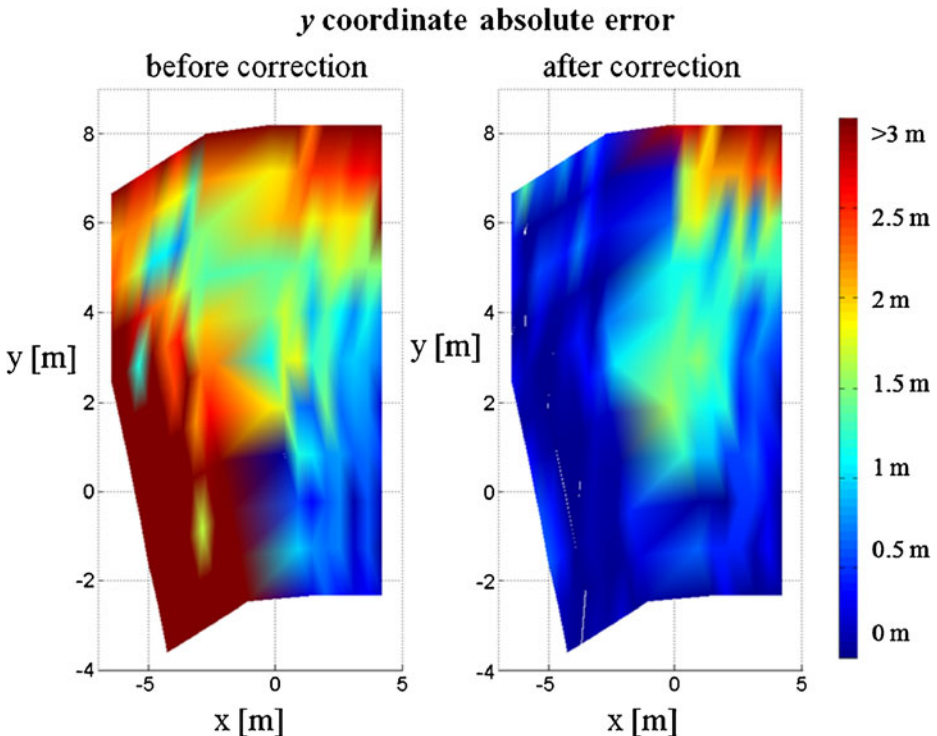 y coordinate absolute error
before correction
after correction
8
6
4
2
0
-2
-4
-5
0
5
y [m]
x [m]
8
6
4
2
0
-2
-4
-5
0
5
y [m]
x [m]
>3 m
2.5 m
2 m
1.5 m
1 m
0.5 m
0 m